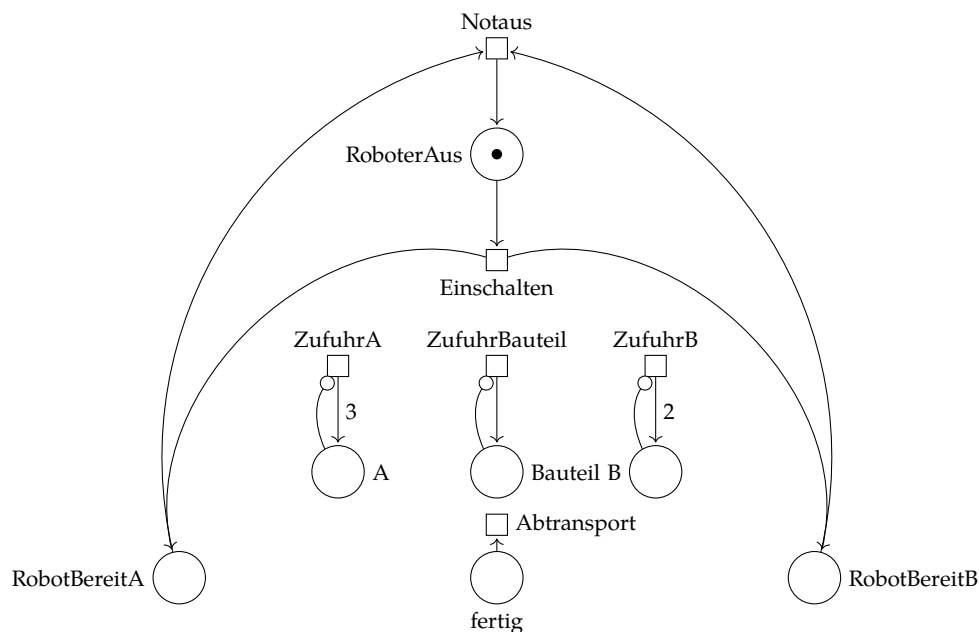 Notaus
RoboterAus
Einschalten
ZufuhrA
ZufuhrBauteil
ZufuhrB
3
2
A
Bauteil
B
Abtransport
RobotBereitA
RobotBereitB
fertig